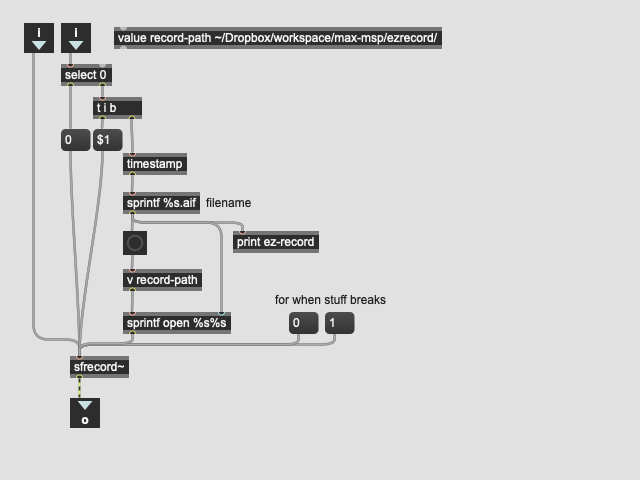 i
i
value record-path ~/Dropbox/workspace/max-msp/ezrecord/
select 0
t i b
0
$1
timestamp
sprintf %s.aif
filename
print ez-record
v record-path
for when stuff breaks
sprintf open %s%s
0
1
sfrecord~
o